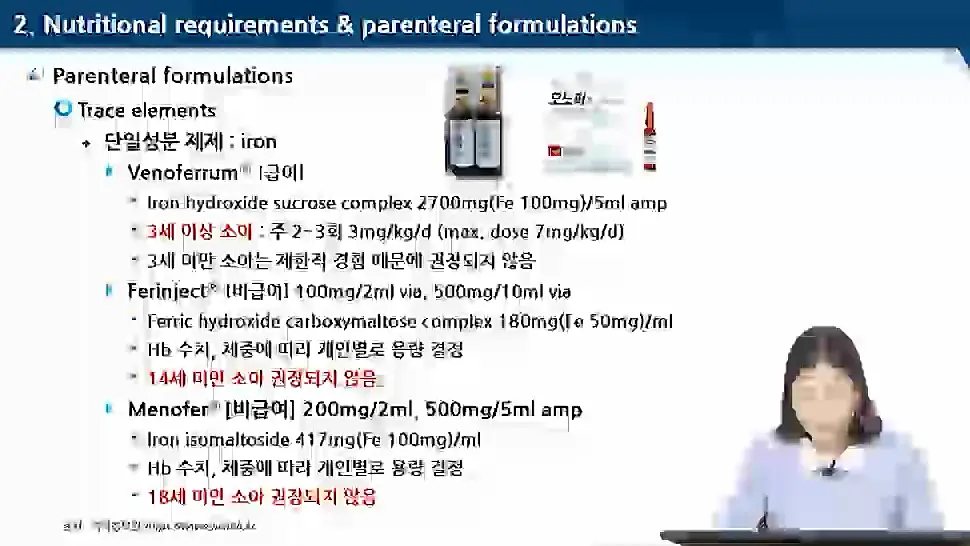 2. Nutritional requirements & parenteral formulations
Parenteral formulations
Trace elements
단일성분 제제 : iron
Venoferrum® [급여]
Iron hydroxide sucrose complex 2700mg(Fe 100mg)/5ml amp
3세 이상 소아 : 주 2-3회 3mg/kg/d (max. dose 7mg/kg/d)
3세 미만 소아는 제한적 경험 때문에 권장되지 않음
Ferinject® [비급여] 100mg/2ml via, 500mg/10ml via
Ferric hydroxide carboxymaltose complex 180mg(Fe 50mg)/ml
Hb 수치, 체중에 따라 개인별로 용량 결정
14세 미만 소아 권장되지 않음
Menofer® [비급여] 200mg/2ml, 500mg/5ml amp
Iron isomaltoside 417mg(Fe 100mg)/ml
Hb 수치, 체중에 따라 개인별로 용량 결정
18세 미만 소아 권장되지 않음